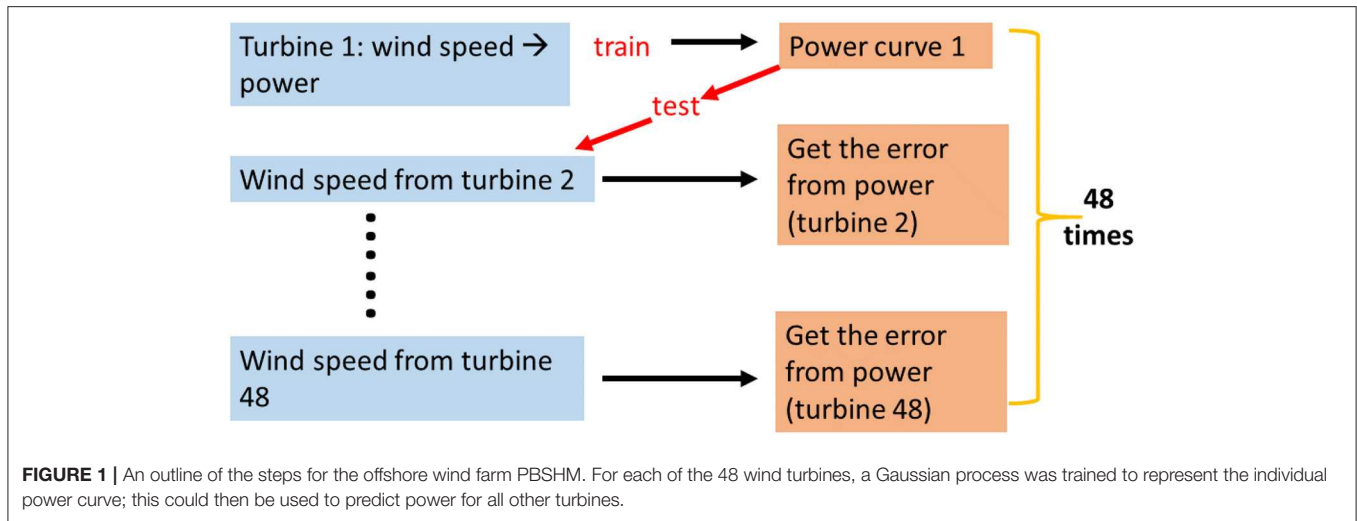 Turbine 1: wind speed →
power
train
Power curve 1
test
Wind speed from turbine 2
Get the error
from power
(turbine 2)
48
times
Wind speed from turbine
48
Get the error
from power
(turbine 48)
FIGURE 1 | An outline of the steps for the offshore wind farm PBSHM. For each of the 48 wind turbines, a Gaussian process was trained to represent the individual
power curve; this could then be used to predict power for all other turbines.